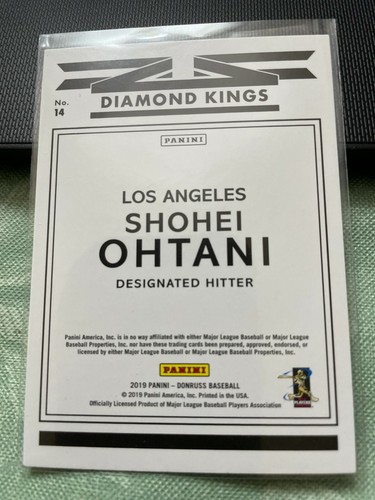 No.
14
DIAMOND KINGS
PANINI
LOS ANGELES
SHOHEI
OHTANI
DESIGNATED HITTER
Panini America, Inc. is in no way affiliated with either Major League Baseball or Major League
Baseball Properties, Inc. nor have these trading cards been prepared, approved, endorsed, or
licensed by either Major League Baseball or Major League Baseball Properties, Inc.
PANINI
2019 PANINI – DONRUSS BASEBALL
© 2019 Panini America, Inc. Printed in the USA.
Officially Licensed Product of Major League Baseball Players Association